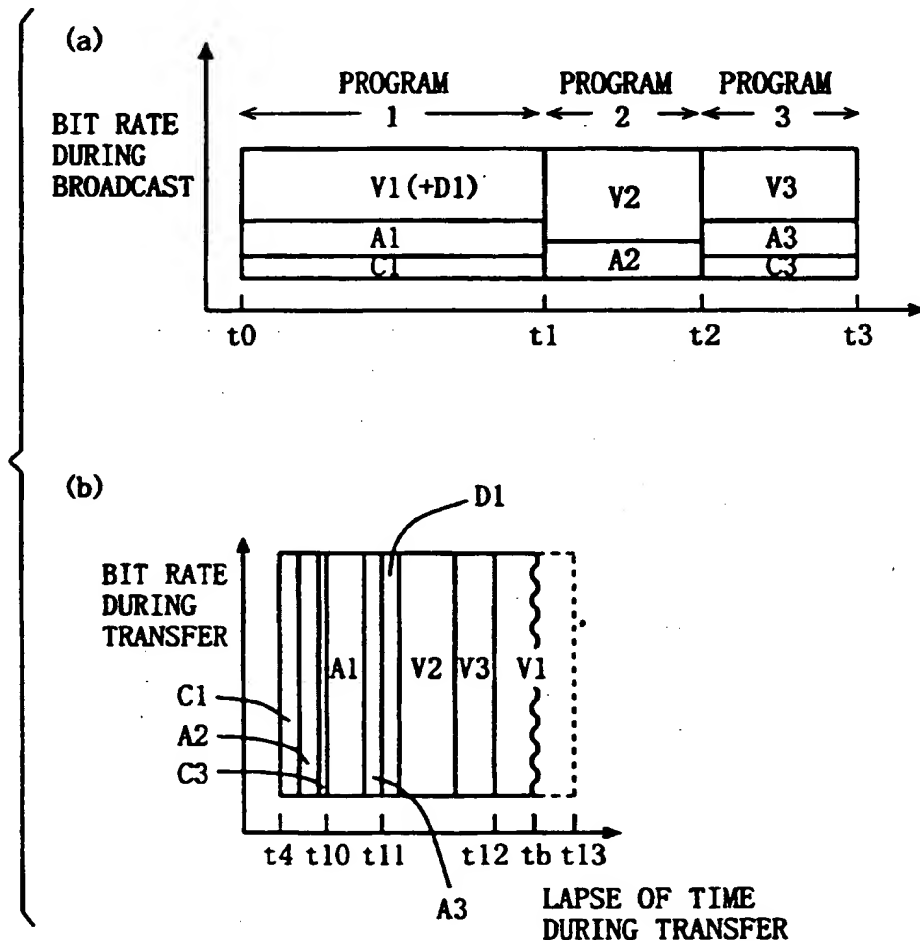 (a)
PROGRAM 1
PROGRAM 2
PROGRAM 3
BIT RATE
DURING
BROADCAST
V1(+D1)
V2
V3
A1
A2
A3
C1
C3
t0
t1
t2
t3
(b)
D1
BIT RATE
DURING
TRANSFER
A1
V2
V3
V1
C1
A2
C3
t4
t10
t11
t12
tb
t13
A3
LAPSE OF TIME
DURING TRANSFER